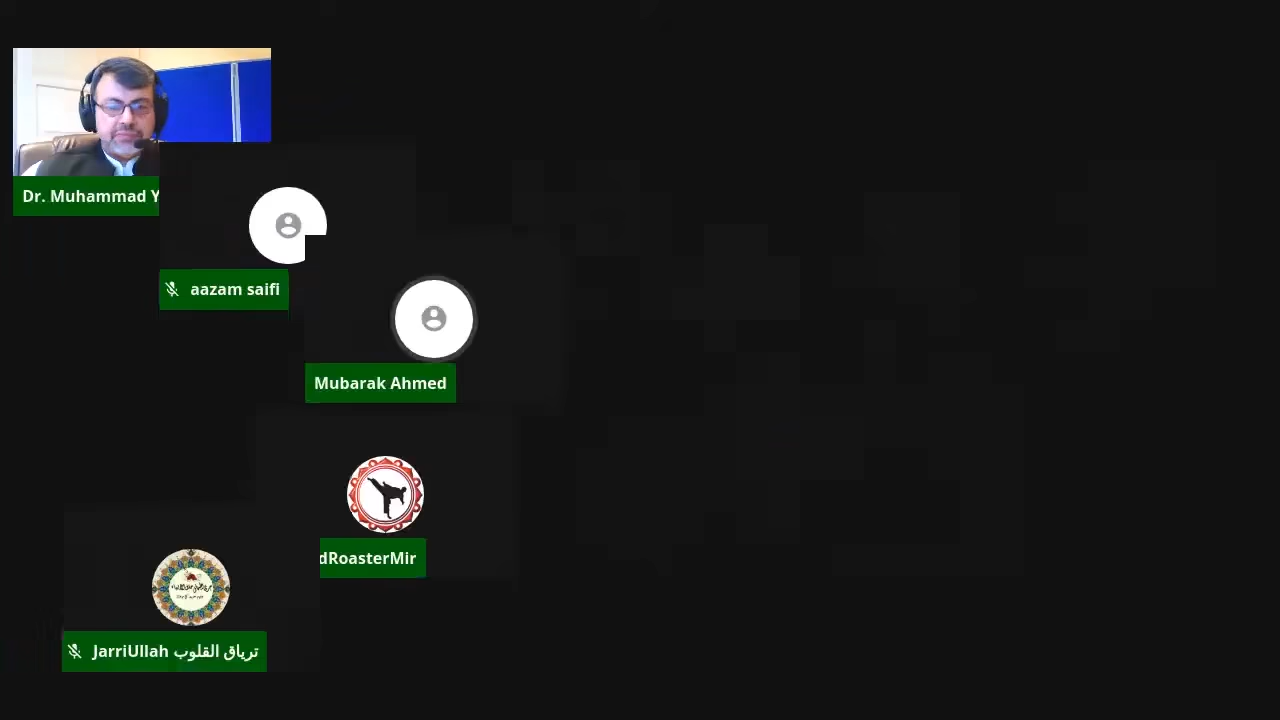 Dr. Muhammad Y
aazam saifi
Mubarak Ahmed
dRoasterMir
JarriUllah ترياق القلوب